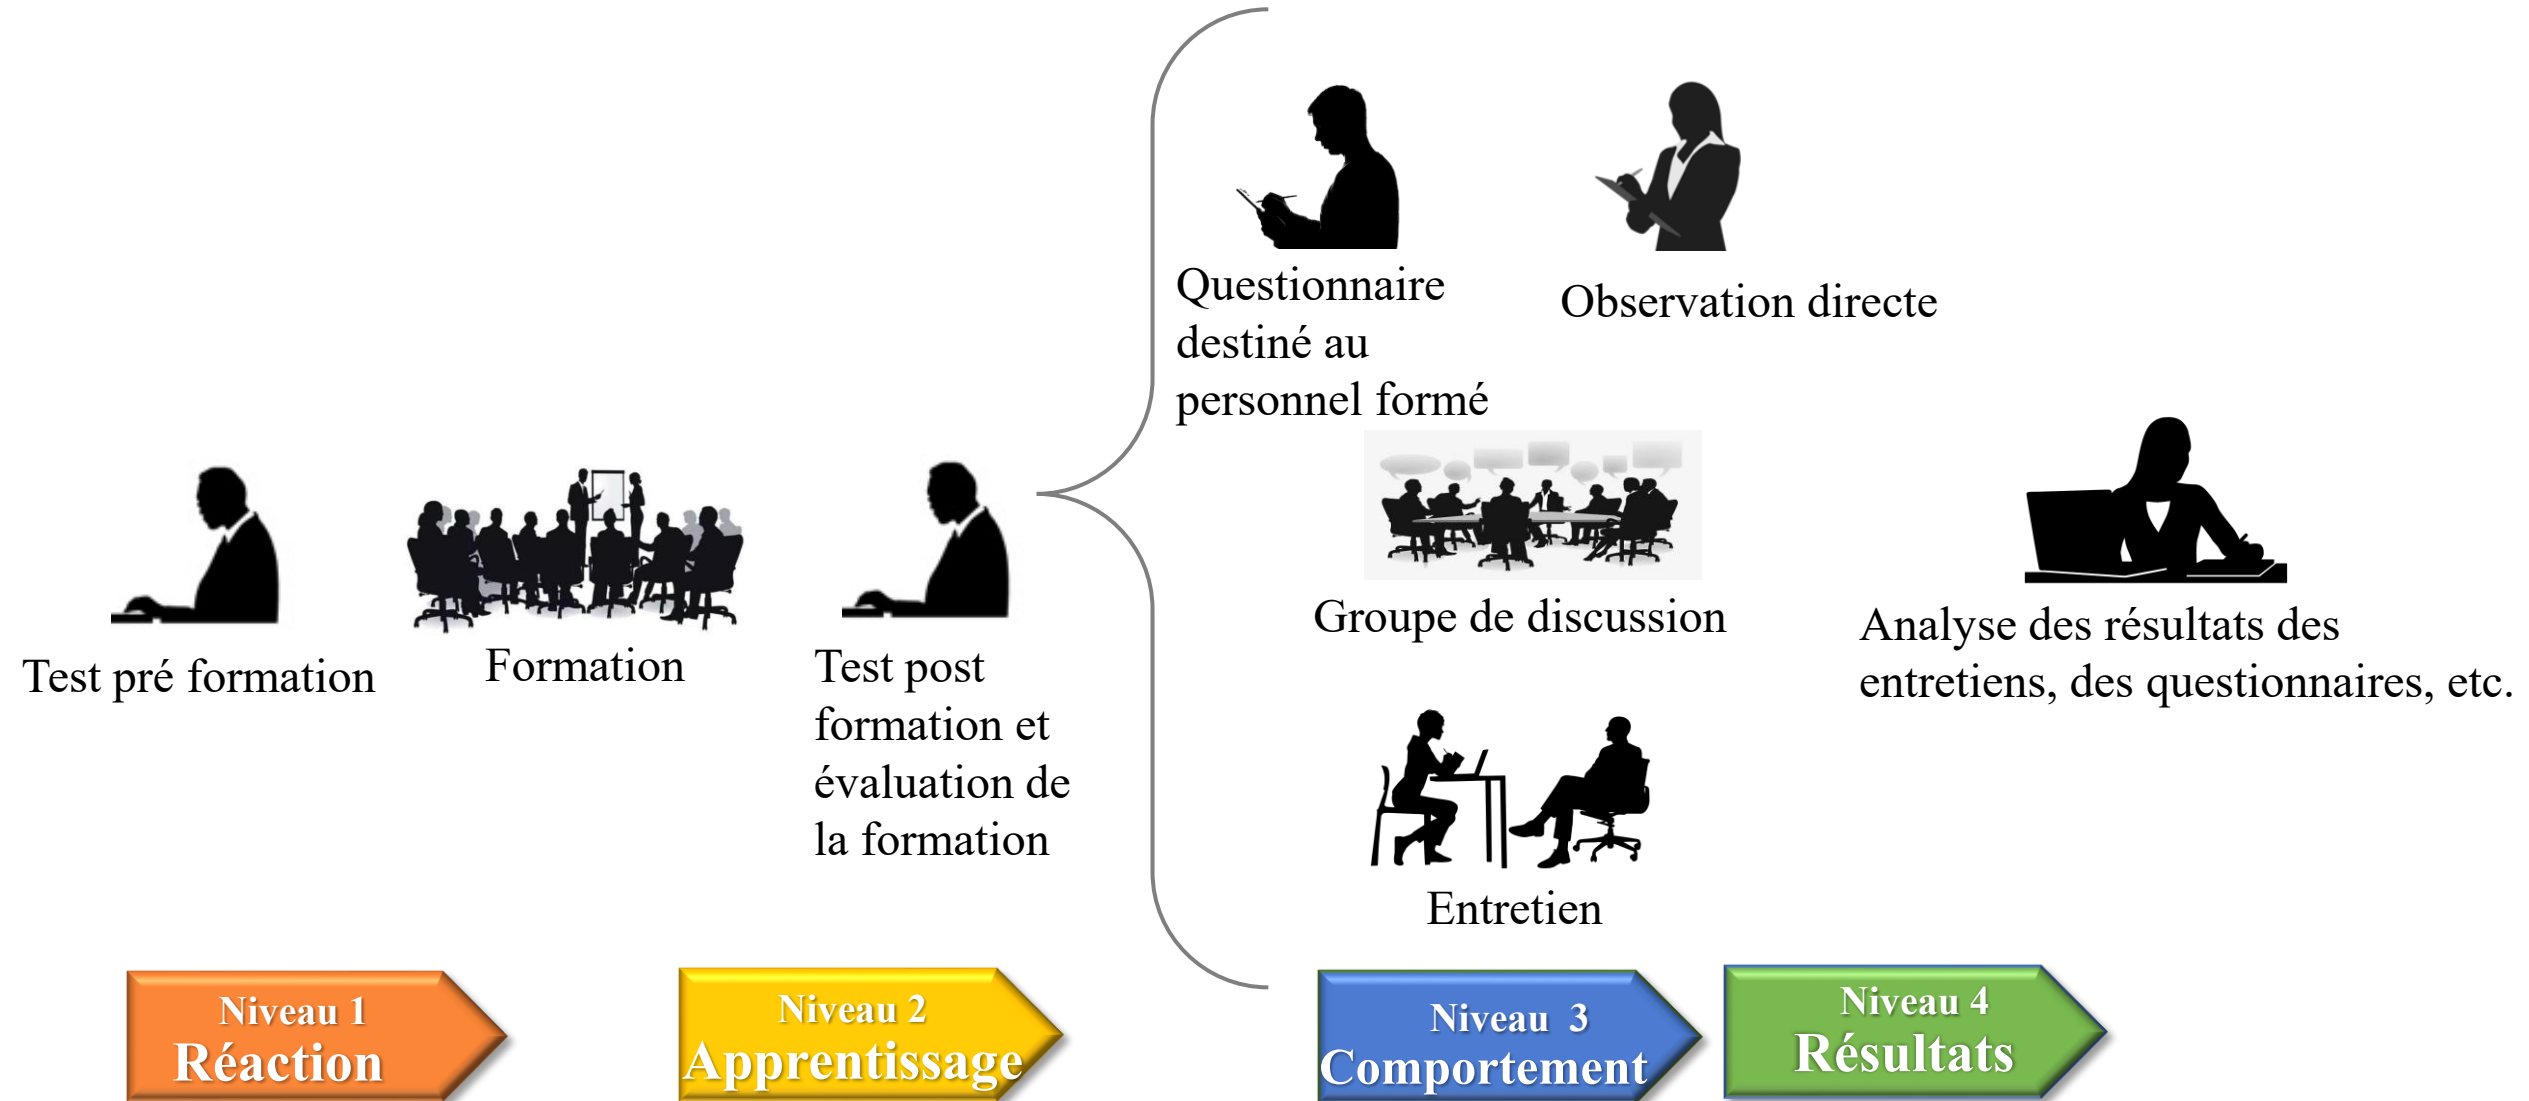 Test pré formation
Formation
Test post
formation et
évaluation de
la formation
Questionnaire
destiné au
personnel formé
Observation directe
Groupe de discussion
Entretien
Analyse des résultats des
entretiens, des questionnaires, etc.
Niveau 1
Réaction
Niveau 2
Apprentissage
Niveau 3
Comportement
Niveau 4
Résultats